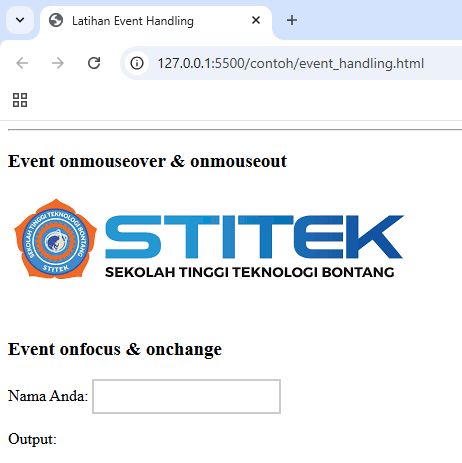 Latihan Event Handling
127.0.0.1:5500/contoh/event_handling.html
Event onmouseover & onmouseout
SEKOLAH TINGGI TEKNOLOGI BONTANG
STITEK
STITEK
SEKOLAH TINGGI TEKNOLOGI BONTANG
Event onfocus & onchange
Nama Anda:
Output: